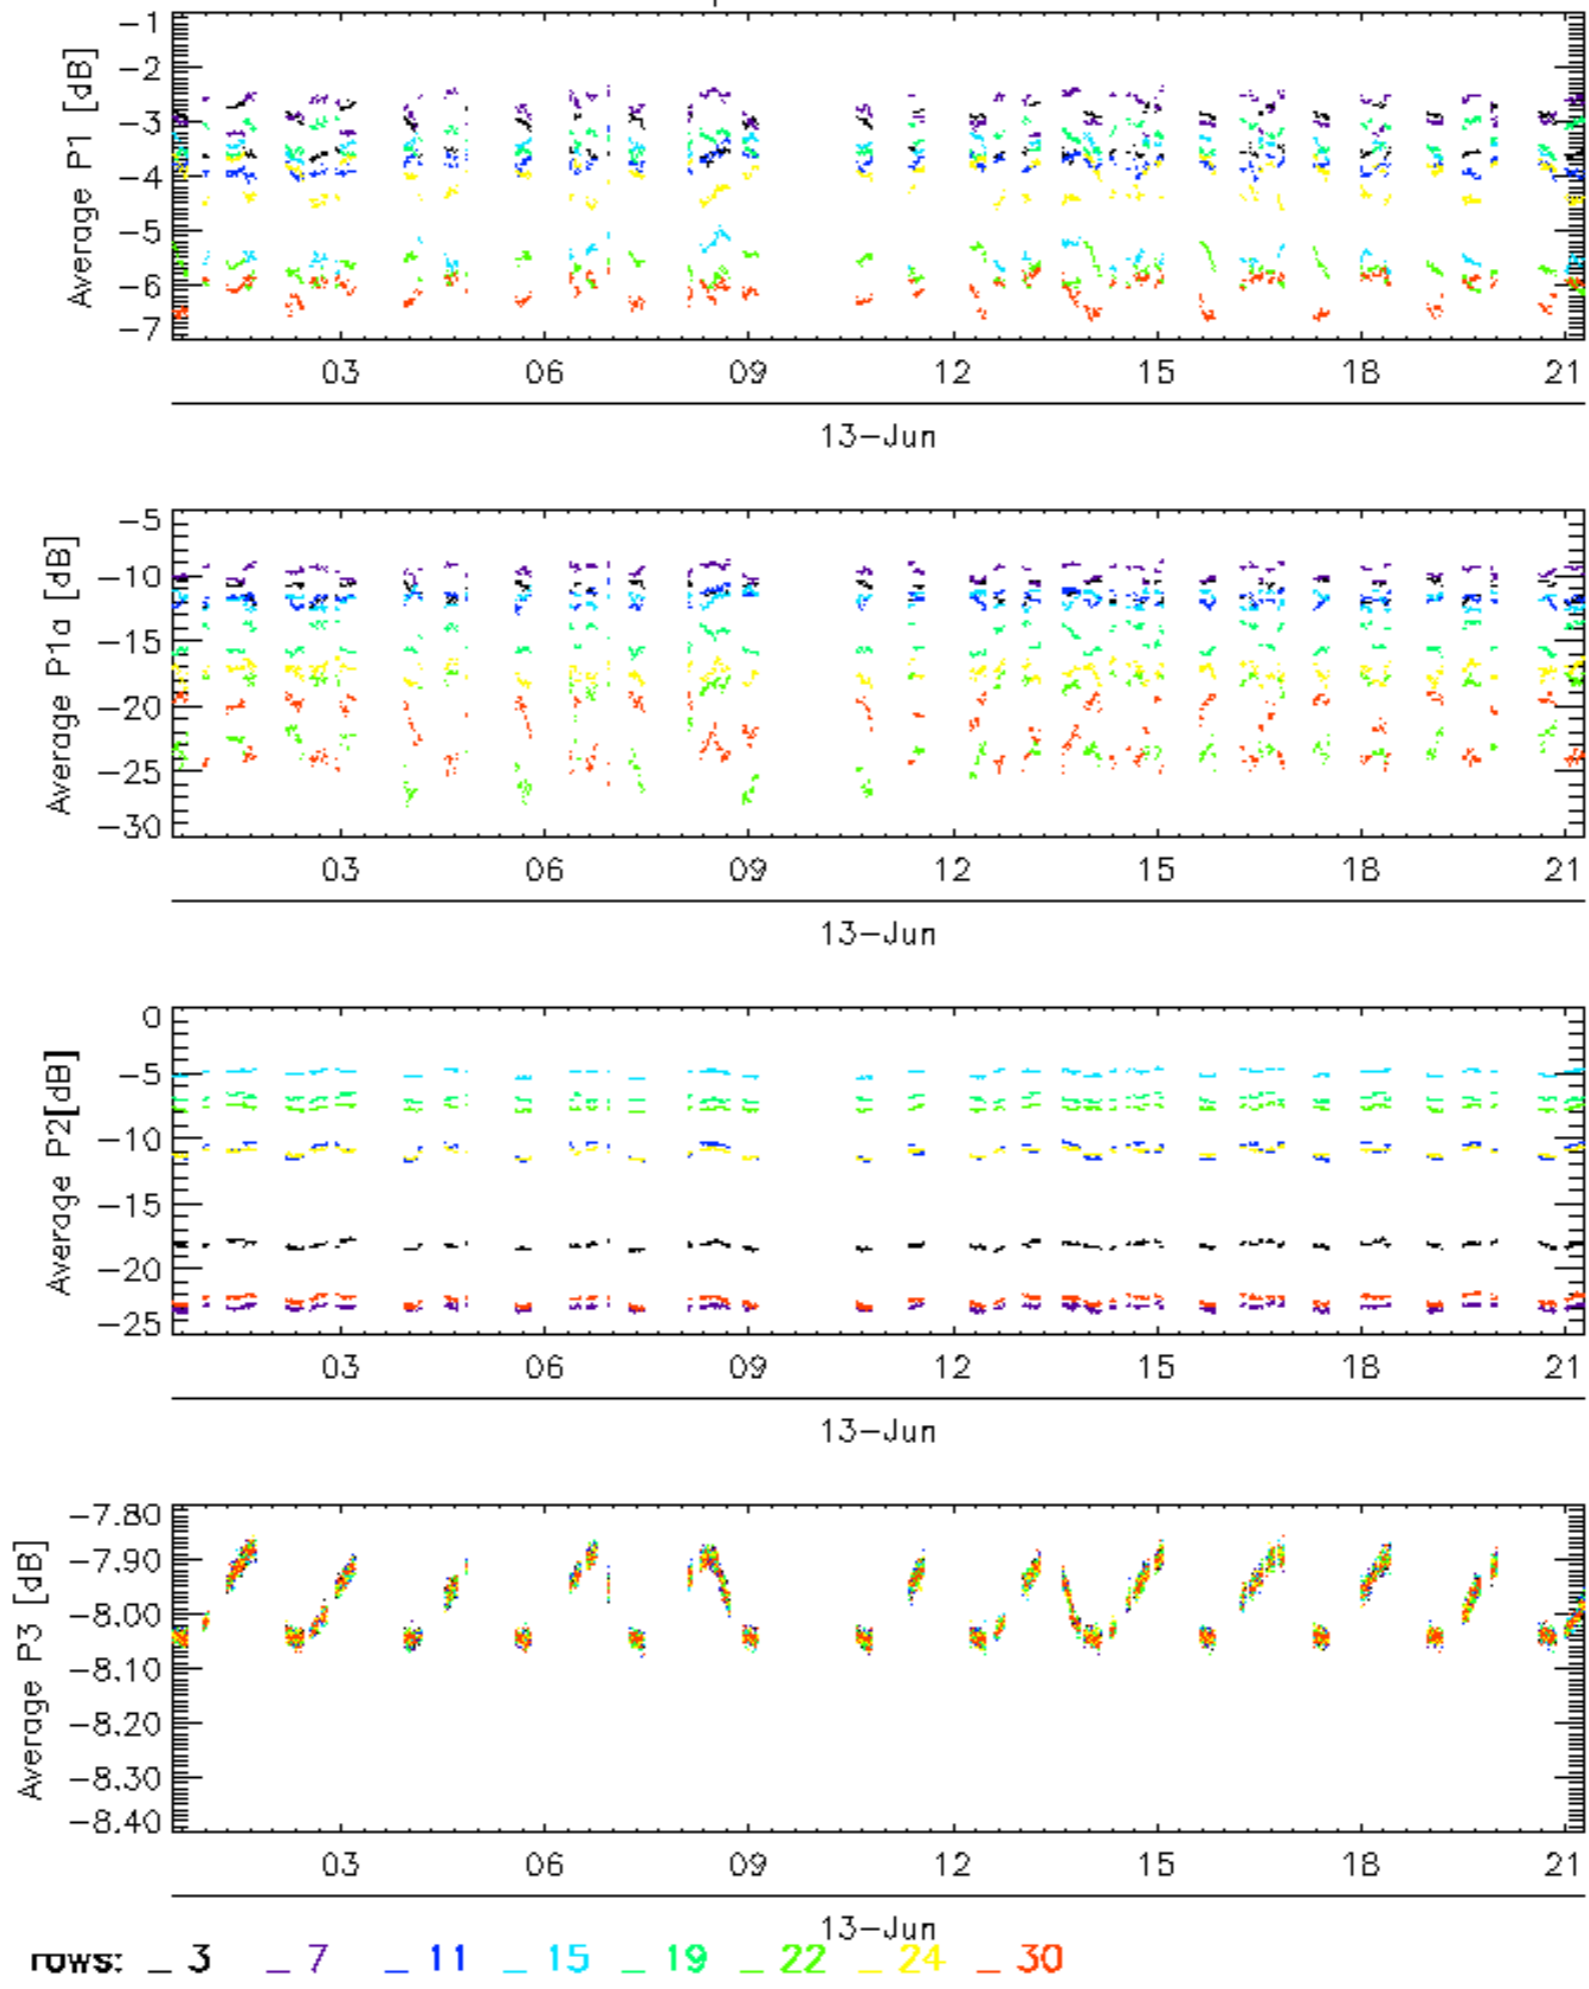 Average P1 [dB]
-1
-2
-3
-4
-5
-6
-7
03 06 09 12 15 18 21
13-Jun
Average P1a [dB]
-5
-10
-15
-20
-25
-30
03 06 09 12 15 18 21
13-Jun
Average P2[dB]
0
-5
-10
-15
-20
-25
03 06 09 12 15 18 21
13-Jun
Average P3 [dB]
-7.80
-7.90
-8.00
-8.10
-8.20
-8.30
-8.40
03 06 09 12 15 18 21
13-Jun
rows: _ 3 _ 7 _ 11 _ 15 _ 19 _ 22 _ 24 _ 30